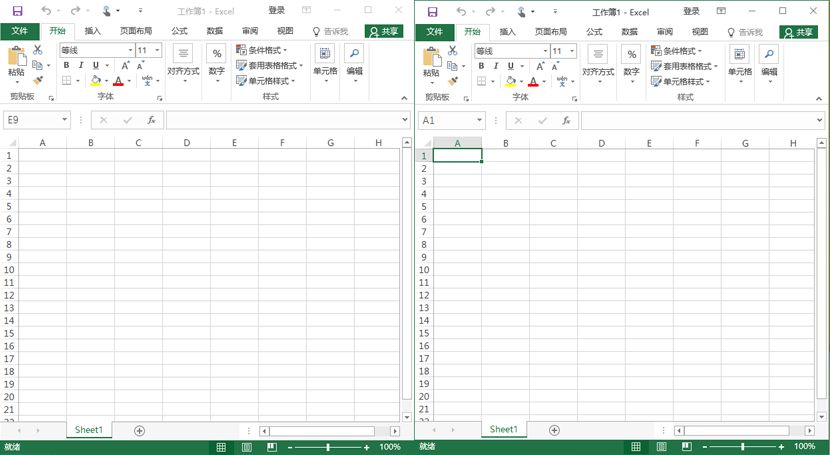 工作簿1 - Excel 登录
文件 开始 插入 页面布局 公式 数据 审阅 视图 告诉我 共享
粘贴 等线 11 条件格式
套用表格格式
B I U A A 对齐方式 % 数字 单元格 编辑
A wén 文 单元格样式
剪贴板 字体 样式
E9 fx
A B C D E F G H
1
2
3
4
5
6
7
8
9
10
11
12
13
14
15
16
17
18
19
20
21
Sheet1
就绪 100%
工作簿1 - Excel 登录
文件 开始 插入 页面布局 公式 数据 审阅 视图 告诉我 共享
粘贴 等线 11 条件格式
套用表格格式
B I U A A 对齐方式 % 数字 单元格 编辑
A wén 文 单元格样式
剪贴板 字体 样式
A1 fx
A B C D E F G H
1
2
3
4
5
6
7
8
9
10
11
12
13
14
15
16
17
18
19
20
21
Sheet1
就绪 100%